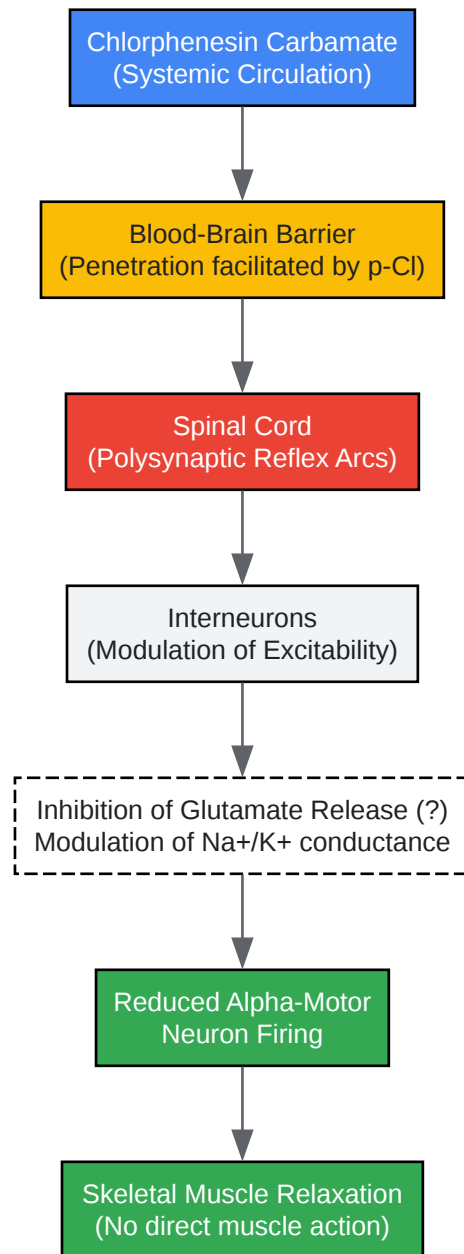 Chlorphenesin Carbamate
(Systemic Circulation)
Blood-Brain Barrier
(Penetration facilitated by p-Cl)
Spinal Cord
(Polysynaptic Reflex Arcs)
Interneurons
(Modulation of Excitability)
Inhibition of Glutamate Release (?)
Modulation of Na+/K+ conductance
Reduced Alpha-Motor
Neuron Firing
Skeletal Muscle Relaxation
(No direct muscle action)